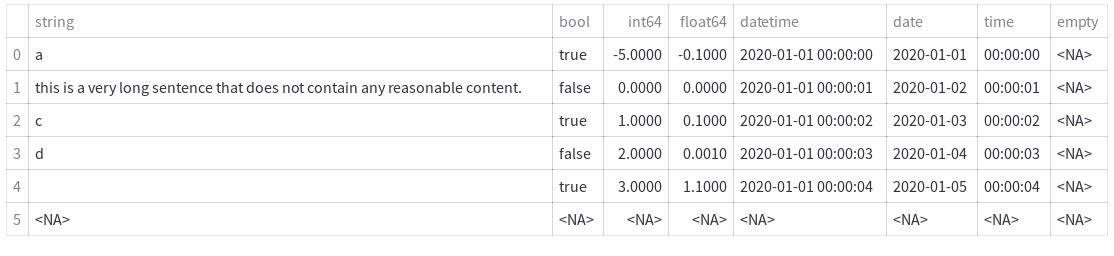 string bool int64 float64 datetime date time empty
0 a true -5.0000 -0.1000 2020-01-01 00:00:00 2020-01-01 00:00:00 <NA>
1 this is a very long sentence that does not contain any reasonable content. false 0.0000 0.0000 2020-01-01 00:00:01 2020-01-02 00:00:01 <NA>
2 c true 1.0000 0.1000 2020-01-01 00:00:02 2020-01-03 00:00:02 <NA>
3 d false 2.0000 0.0010 2020-01-01 00:00:03 2020-01-04 00:00:03 <NA>
4 true 3.0000 1.1000 2020-01-01 00:00:04 2020-01-05 00:00:04 <NA>
5 <NA> <NA> <NA> <NA> <NA> <NA> <NA> <NA>